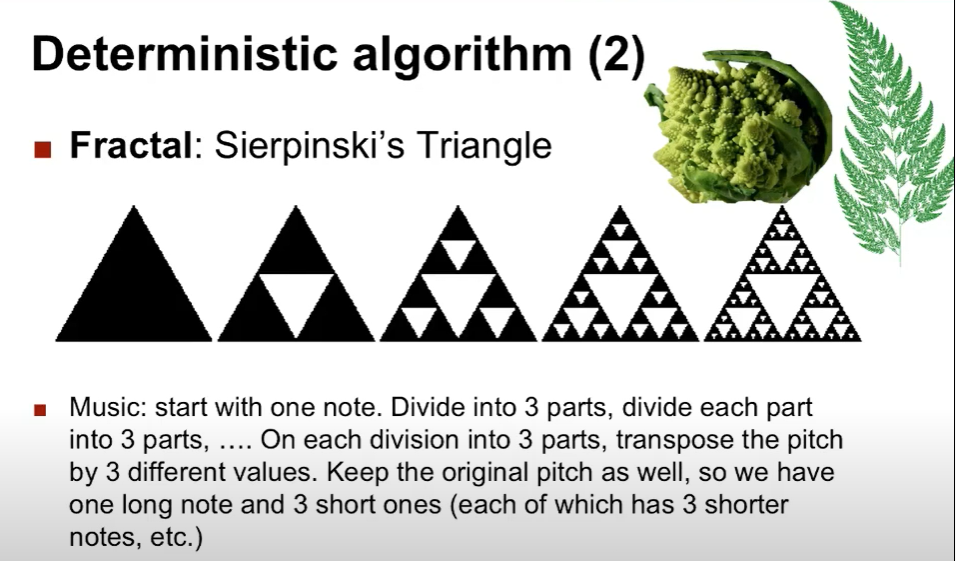 Deterministic algorithm (2)
■ Fractal: Sierpinski’s Triangle
■ Music: start with one note. Divide into 3 parts, divide each part
into 3 parts, …. On each division into 3 parts, transpose the pitch
by 3 different values. Keep the original pitch as well, so we have
one long note and 3 short ones (each of which has 3 shorter
notes, etc.)